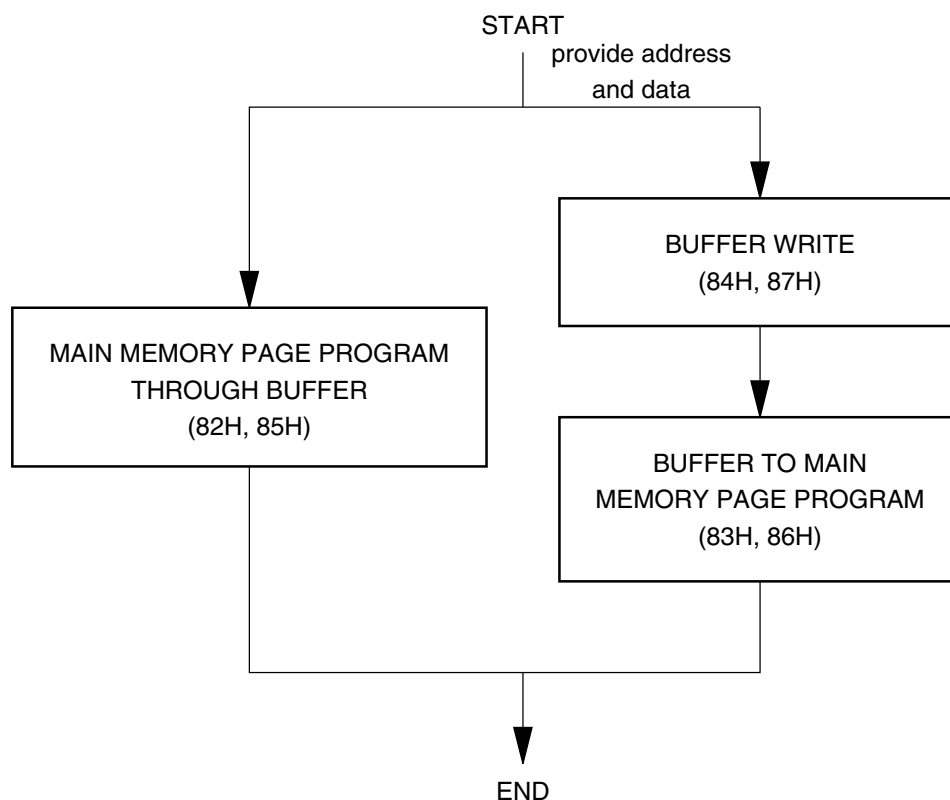 START
provide address
and data
BUFFER WRITE
(84H, 87H)
MAIN MEMORY PAGE PROGRAM
THROUGH BUFFER
(82H, 85H)
BUFFER TO MAIN
MEMORY PAGE PROGRAM
(83H, 86H)
END